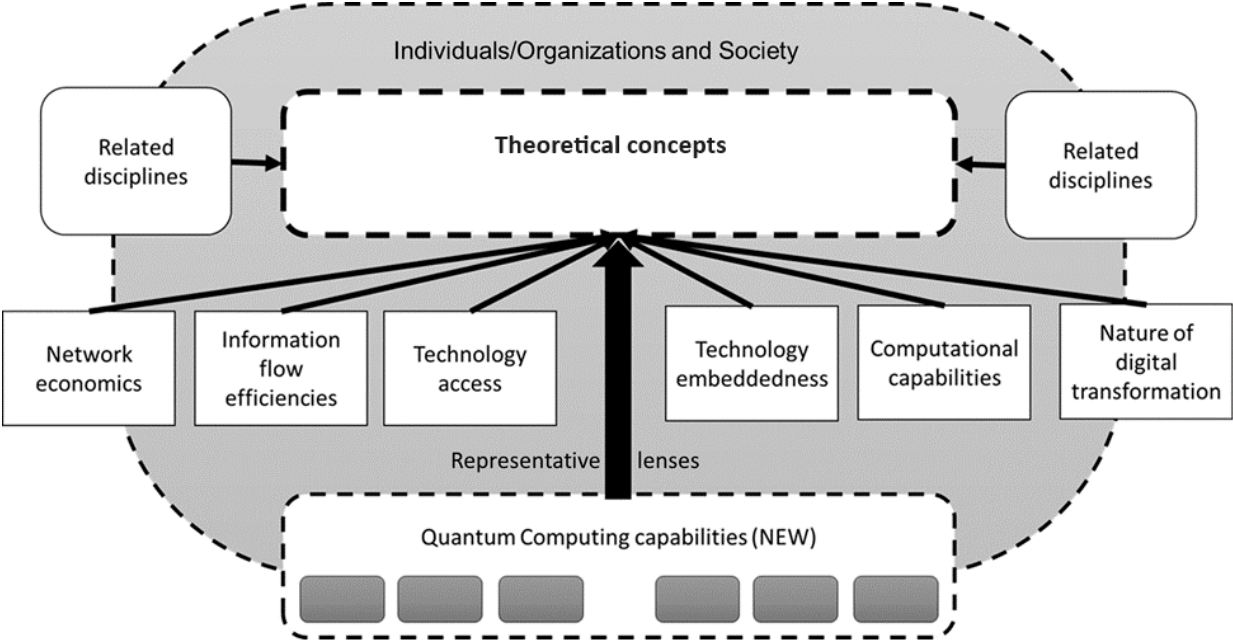 Individuals/Organizations and Society
Related
disciplines
Theoretical concepts
Related
disciplines
Network
economics
Information
flow
efficiencies
Technology
access
Technology
embeddedness
Computational
capabilities
Nature of
digital
transformation
Representative lenses
Quantum Computing capabilities (NEW)